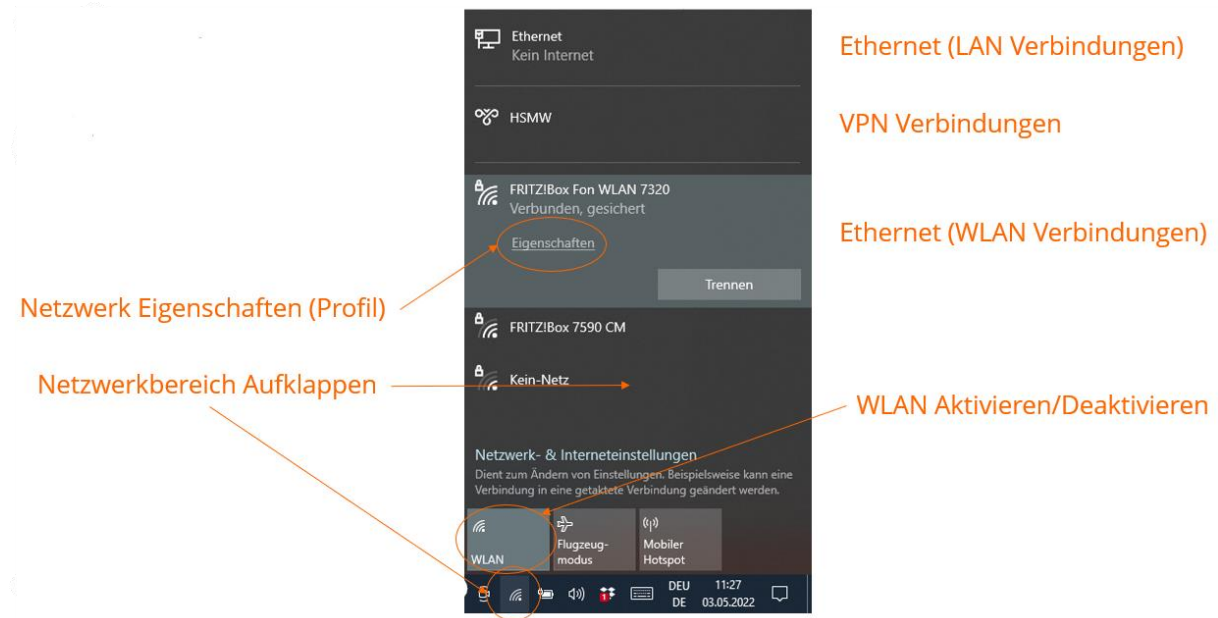 Ethernet
Kein Internet
Ethernet (LAN Verbindungen)
HSMW
VPN Verbindungen
FRITZ!Box Fon WLAN 7320
Verbunden, gesichert
Eigenschaften
Ethernet (WLAN Verbindungen)
Trennen
Netzwerk Eigenschaften (Profil)
FRITZ!Box 7590 CM
Kein-Netz
Netzwerkbereich Aufklappen
WLAN Aktivieren/Deaktivieren
Netzwerk- & Interneteinstellungen
Dient zum Ändern von Einstellungen. Beispielsweise kann eine
Verbindung in eine getaktete Verbindung geändert werden.
WLAN
Flugzeug-
modus
Mobiler
Hotspot
1
DEU
DE
11:27
03.05.2022